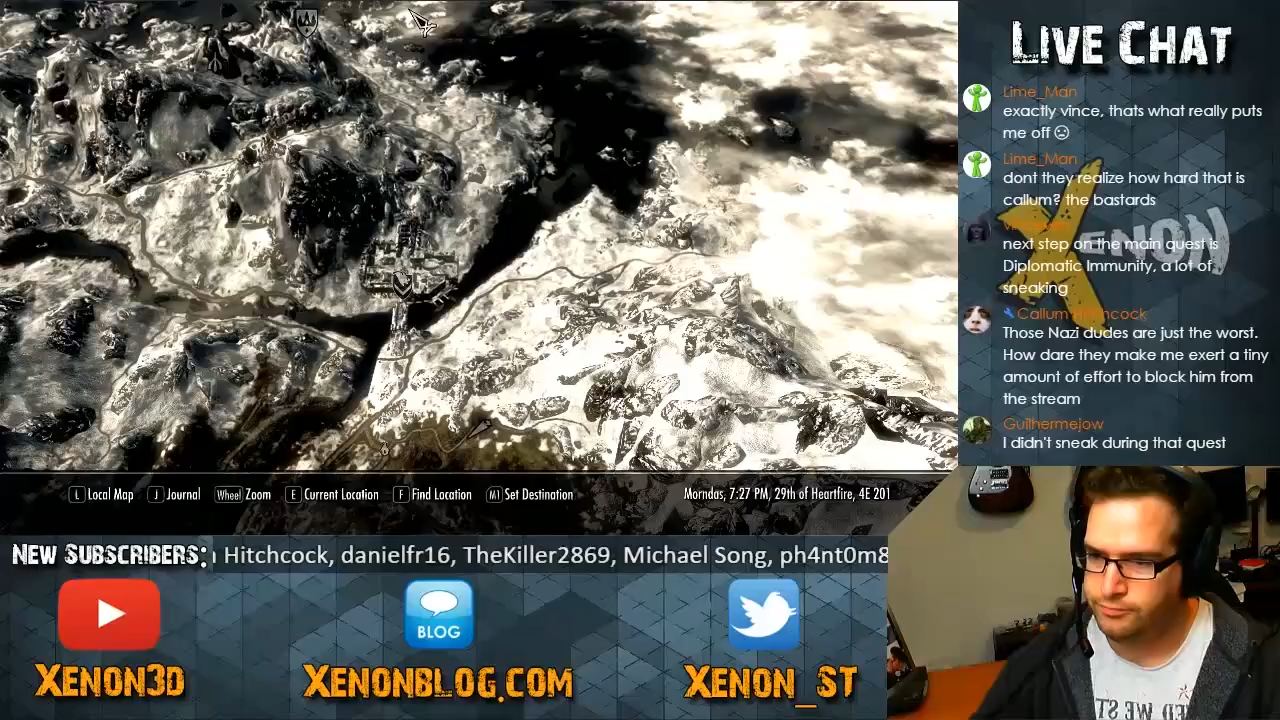 LIVE CHAT
Lime_Man
exactly vince, thats what really puts
me off
Lime_Man
dont they realize how hard that is
callum? the bastards
next step on the main quest is
Diplomatic Immunity, a lot of
sneaking
Callum Hitchcock
Those Nazi dudes are just the worst.
How dare they make me exert a tiny
amount of effort to block him from
the stream
Guilhermejow
I didn't sneak during that quest
XENON
L Local Map J Journal Wheel Zoom E Current Location F Find Location M1 Set Destination
Morndas, 7:27 PM, 29th of Heartfire, 4E 201
NEW SUBSCRIBERS: Hitchcock, danielfr16, TheKiller2869, Michael Song, ph4nt0m8
BLOG
XENON3D
XENONBLOG.COM
XENON_ST